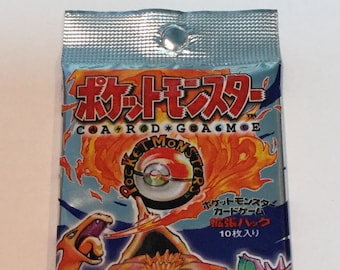 ポケットモンスター
TM
CARD GAME
POCKET MONSTERS
ポケットモンスター
カードゲーム
拡張パック
10枚入り